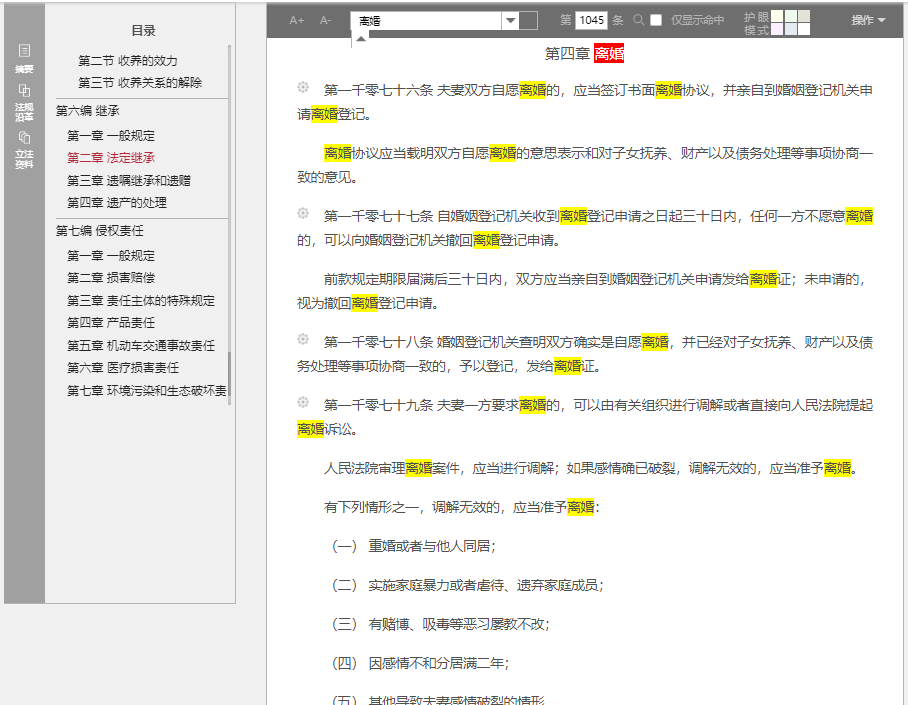 A+ A- 离婚 第 1045 条 仅显示命中 护眼 操作
模式
摘要
法规
沿革
立法
资料
目录
第二节 收养的效力
第三节 收养关系的解除
第六编 继承
第一章 一般规定
第二章 法定继承
第三章 遗嘱继承和遗赠
第四章 遗产的处理
第七编 侵权责任
第一章 一般规定
第二章 损害赔偿
第三章 责任主体的特殊规定
第四章 产品责任
第五章 机动车交通事故责任
第六章 医疗损害责任
第七章 环境污染和生态破坏责
第四章 离婚
第一千零七十六条 夫妻双方自愿离婚的，应当签订书面离婚协议，并亲自到婚姻登记机关申
请离婚登记。
离婚协议应当载明双方自愿离婚的意思表示和对子女抚养、财产以及债务处理等事项协商一
致的意见。
第一千零七十七条 自婚姻登记机关收到离婚登记申请之日起三十日内，任何一方不愿意离婚
的，可以向婚姻登记机关撤回离婚登记申请。
前款规定期限届满后三十日内，双方应当亲自到婚姻登记机关申请发给离婚证；未申请的，
视为撤回离婚登记申请。
第一千零七十八条 婚姻登记机关查明双方确实是自愿离婚，并已经对子女抚养、财产以及债
务处理等事项协商一致的，予以登记，发给离婚证。
第一千零七十九条 夫妻一方要求离婚的，可以由有关组织进行调解或者直接向人民法院提起
离婚诉讼。
人民法院审理离婚案件，应当进行调解；如果感情确已破裂，调解无效的，应当准予离婚。
有下列情形之一，调解无效的，应当准予离婚：
（一） 重婚或者与他人同居；
（二） 实施家庭暴力或者虐待、遗弃家庭成员；
（三） 有赌博、吸毒等恶习屡教不改；
（四） 因感情不和分居满二年；
（五） 其他导致夫妻感情破裂的情形